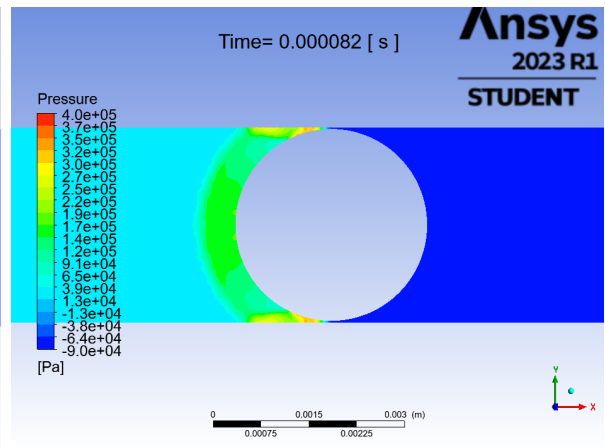 Ansys
2023 R1
STUDENT
Time= 0.000082 [ s ]
Pressure
4.0e+05
3.7e+05
3.5e+05
3.2e+05
3.0e+05
2.7e+05
2.4e+05
2.2e+05
1.9e+05
1.7e+05
1.4e+05
1.2e+05
9.1e+04
6.5e+04
3.9e+04
1.3e+04
-1.3e+04
-3.8e+04
-6.4e+04
-9.0e+04
[Pa]
0 0.0015 0.003 (m)
0.00075 0.00225
Y
X